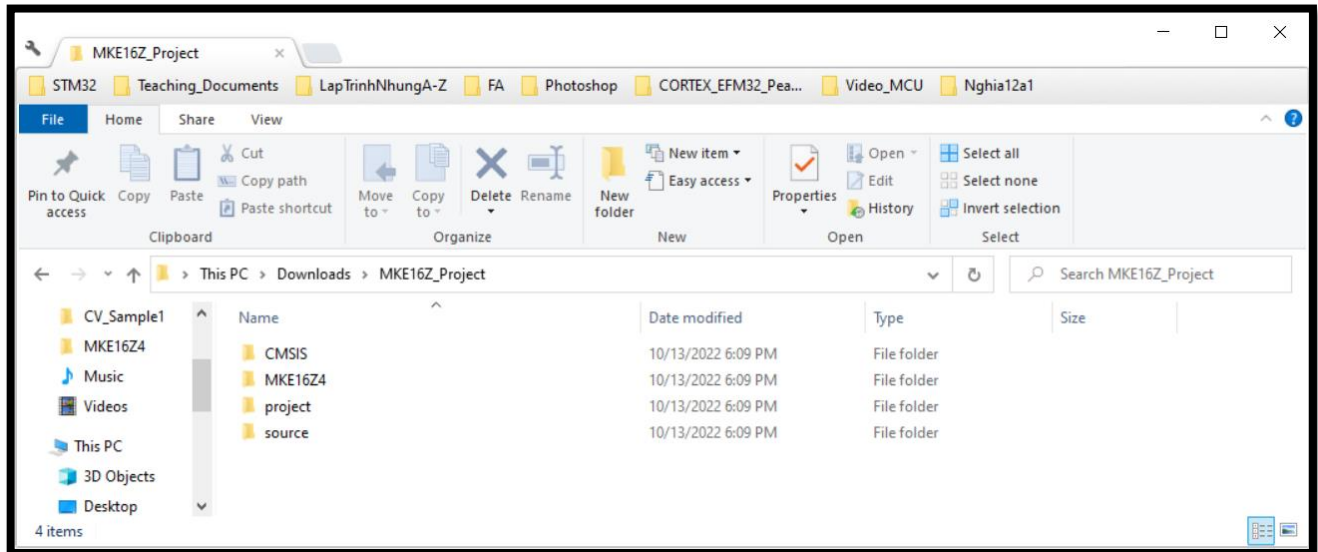 MKE16Z_Project
STM32 Teaching_Documents LapTrinhNhungA-Z FA Photoshop CORTEX_EFM32_Pea... Video_MCU Nghia12a1
File Home Share View
Pin to Quick access
Copy
Paste
Cut
Copy path
Paste shortcut
Clipboard
Move to
Copy to
Delete
Rename
Organize
New folder
New item
Easy access
New
Properties
Open
Edit
History
Open
Select all
Select none
Invert selection
Select
This PC > Downloads > MKE16Z_Project
Search MKE16Z_Project
CV_Sample1
MKE16Z4
Music
Videos
This PC
3D Objects
Desktop
Name Date modified Type Size
CMSIS 10/13/2022 6:09 PM File folder
MKE16Z4 10/13/2022 6:09 PM File folder
project 10/13/2022 6:09 PM File folder
source 10/13/2022 6:09 PM File folder
4 items